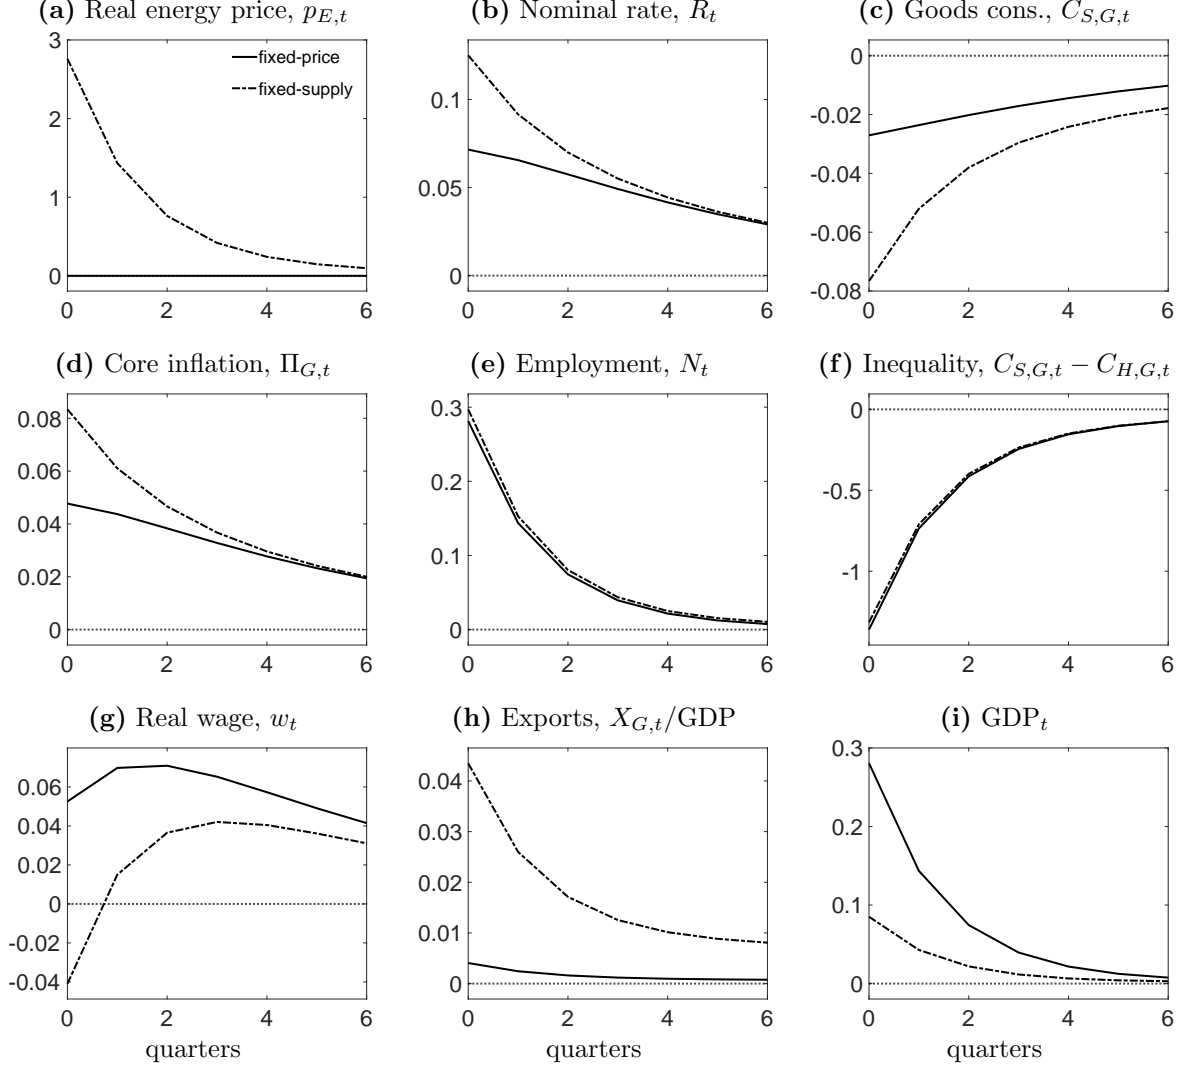 (a) Real energy price, p_{E,t}
3
2
1
0
0 2 4 6
fixed-price
fixed-supply
(b) Nominal rate, R_t
0.1
0.05
0
0 2 4 6
(c) Goods cons., C_{S,G,t}
0
-0.02
-0.04
-0.06
-0.08
0 2 4 6
(d) Core inflation, Π_{G,t}
0.08
0.06
0.04
0.02
0
0 2 4 6
(e) Employment, N_t
0.3
0.2
0.1
0
0 2 4 6
(f) Inequality, C_{S,G,t} − C_{H,G,t}
0
-0.5
-1
0 2 4 6
(g) Real wage, w_t
0.06
0.04
0.02
0
-0.02
-0.04
0 2 4 6
quarters
(h) Exports, X_{G,t}/GDP
0.04
0.03
0.02
0.01
0
0 2 4 6
quarters
(i) GDP_t
0.3
0.2
0.1
0
0 2 4 6
quarters